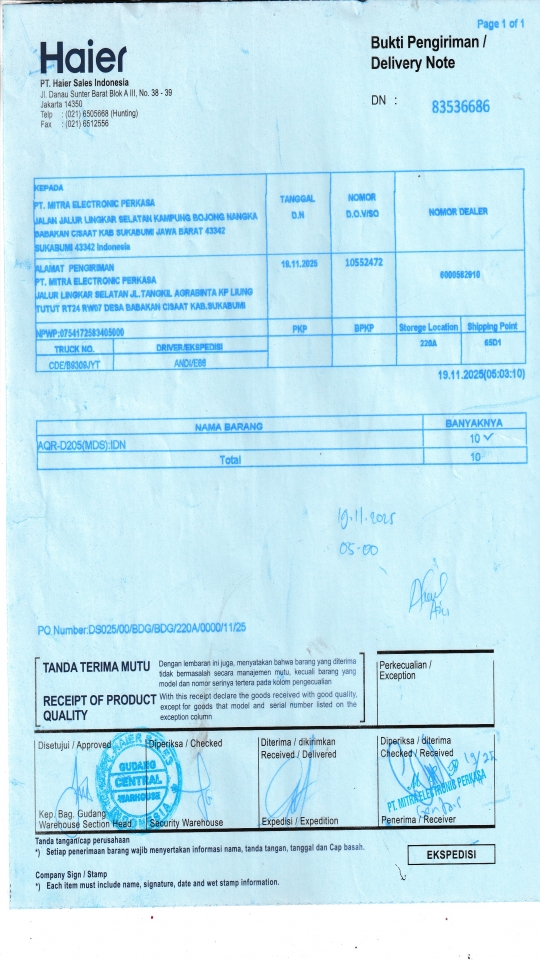 Page 1 of 1
Haier
Bukti Pengiriman /
Delivery Note
PT. Haier Sales Indonesia
Jl. Danau Sunter Barat Blok A III, No. 38 - 39
Jakarta 14350
Telp : (021) 6505668 (Hunting)
Fax : (021) 6512556
DN : 83536686
KEPADA
PT. MITRA ELECTRONIC PERKASA
JALAN JALUR LINGKAR SELATAN KAMPUNG BOJONG NANGKA
BABAKAN CISAAT KAB SUKABUMI JAWA BARAT 43342
SUKABUMI 43342 Indonesia
TANGGAL
D.N
NOMOR
D.O.V/SO
NOMOR DEALER
ALAMAT PENGIRIMAN
PT. MITRA ELECTRONIC PERKASA
JALUR LINGKAR SELATAN JL.TANGKIL AGRABINTA KP LIUNG
TUTUT RT24 RW07 DESA BABAKAN CISAAT KAB.SUKABUMI
19.11.2025
10552472
6000582910
NPWP:0754172583405000
PKP
BPKP
Storege Location
Shipping Point
TRUCK NO.
DRIVER/EKSPEDISI
220A
65D1
CDE/B9309JYT
ANDI/E66
19.11.2025(05:03:10)
NAMA BARANG
BANYAKNYA
AQR-D205(MDS):IDN
10 ✓
Total
10
19.11.2025
05-00
PO Number:DS025/00/BDG/BDG/220A/0000/11/25
TANDA TERIMA MUTU
Dengan lembaran ini juga, menyatakan bahwa barang yang diterima
tidak bermasalah secara manajemen mutu, kecuali barang yang
model dan nomor serinya tertera pada kolom pengecualian
RECEIPT OF PRODUCT
QUALITY
With this receipt declare the goods received with good quality,
except for goods that model and serial number listed on the
exception column
Perkecualian /
Exception
Disetujui / Approved
Diperiksa / Checked
Diterima / dikirimkan
Received / Delivered
Diperiksa / diterima
Checked / Received
GUDANG
CENTRAL
WAREHOUSE
PT. MITRA ELECTRONIC PERKASA
Kep. Bag. Gudang
Warehouse Section Head
Security Warehouse
Expedisi / Expedition
Penerima / Receiver
Tanda tangan/cap perusahaan
*) Setiap penerimaan barang wajib menyertakan informasi nama, tanda tangan, tanggal dan Cap basah.
EKSPEDISI
Company Sign / Stamp
*) Each item must include name, signature, date and wet stamp information.